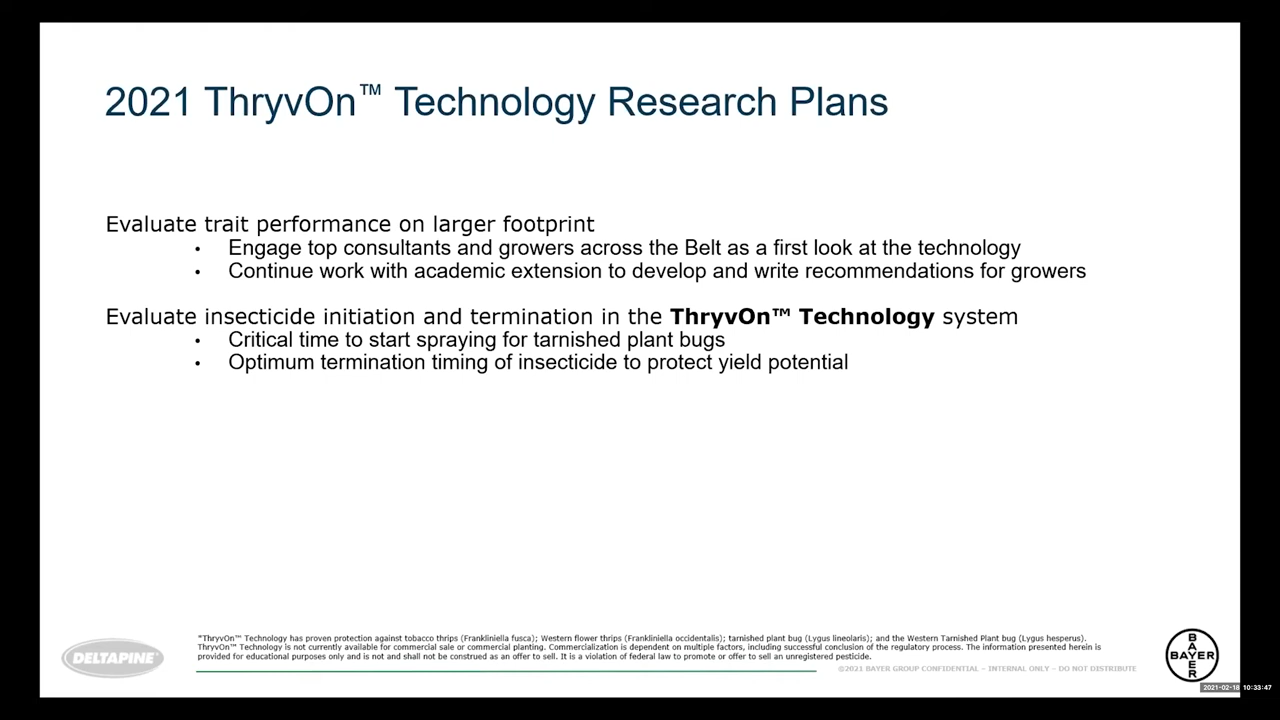 2021 ThryvOn™ Technology Research Plans
Evaluate trait performance on larger footprint
• Engage top consultants and growers across the Belt as a first look at the technology
• Continue work with academic extension to develop and write recommendations for growers
Evaluate insecticide initiation and termination in the ThryvOn™ Technology system
• Critical time to start spraying for tarnished plant bugs
• Optimum termination timing of insecticide to protect yield potential
*ThryvOn™ Technology has proven protection against tobacco thrips (Frankliniella fusca); Western flower thrips (Frankliniella occidentalis); tarnished plant bug (Lygus lineolaris); and the Western Tarnished Plant bug (Lygus hesperus).
ThryvOn™ Technology is not currently available for commercial sale or commercial planting. Commercialization is dependent on multiple factors, including successful conclusion of the regulatory process. The information presented herein is
provided for educational purposes only and is not and shall not be construed as an offer to sell. It is a violation of federal law to promote or offer to sell an unregistered pesticide.
©2021 BAYER GROUP CONFIDENTIAL – INTERNAL ONLY – DO NOT DISTRIBUTE
DELTAPINE®
BAYER
BAYER
2021-02-18 10:33:47